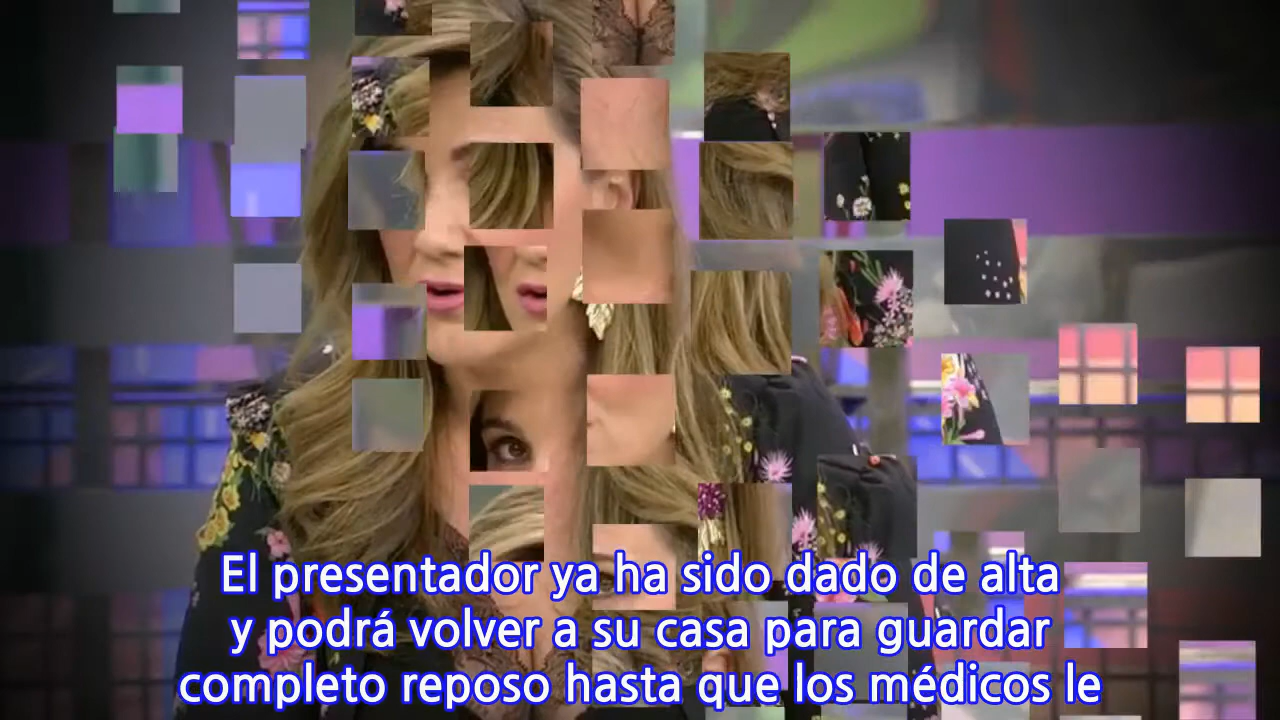 El presentador ya ha sido dado de alta
y podrá volver a su casa para guardar
completo reposo hasta que los médicos le